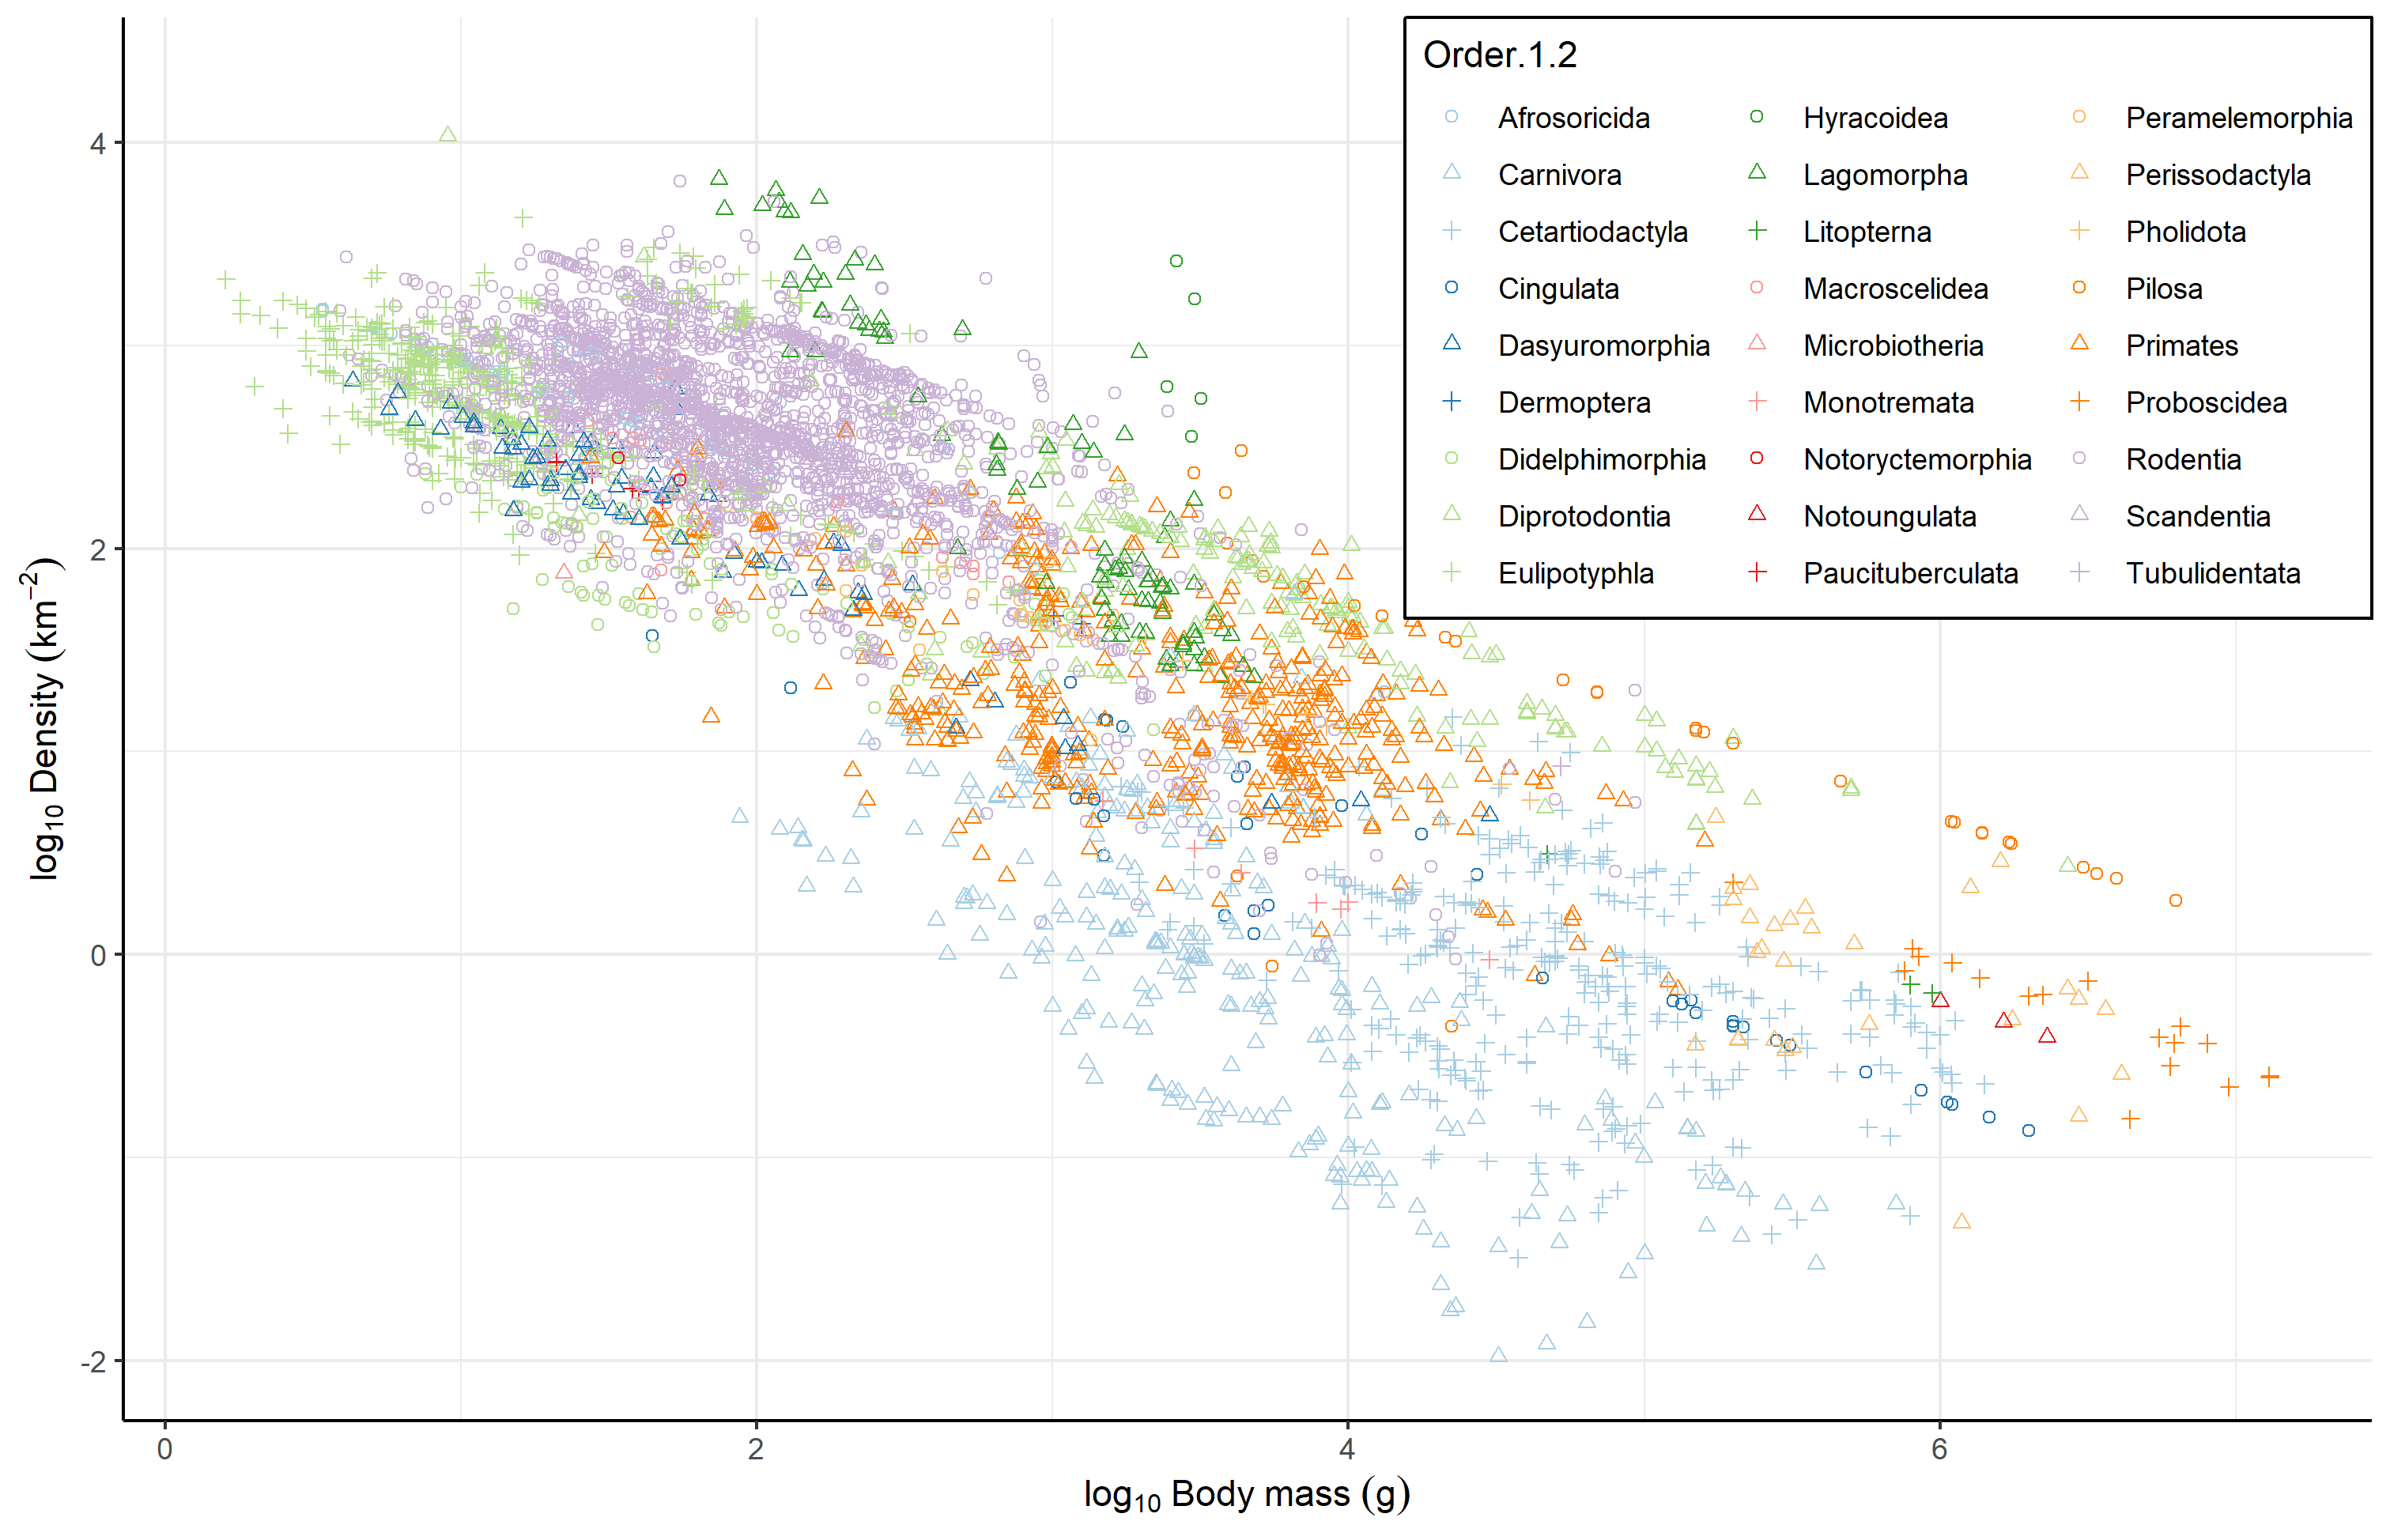 Order.1.2
Afrosoricida
Carnivora
Cetartiodactyla
Cingulata
Dasyuromorphia
Dermoptera
Didelphimorphia
Diprotodontia
Eulipotyphla
Hyracoidea
Lagomorpha
Litopterna
Macroscelidea
Microbiotheria
Monotremata
Notoryctemorphia
Notoungulata
Paucituberculata
Peramelemorphia
Perissodactyla
Pholidota
Pilosa
Primates
Proboscidea
Rodentia
Scandentia
Tubulidentata
log₁₀ Density (km⁻²)
4
2
0
-2
0
2
4
6
log₁₀ Body mass (g)